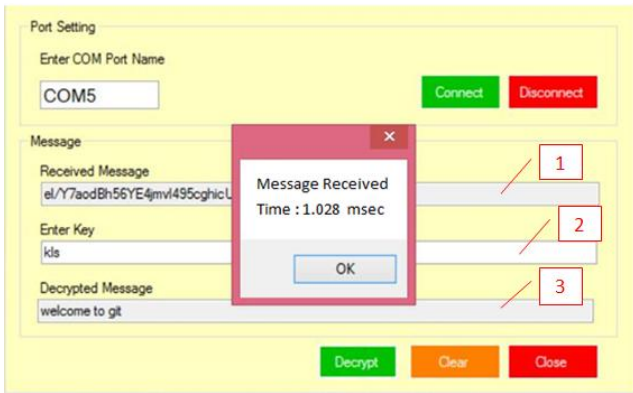 Port Setting
Enter COM Port Name
COM5
Connect Disconnect
×
Message
Received Message
1
el/Y7aodBh56YE4jmvl495cghicU
Message Received
Time : 1.028 msec
Enter Key
2
kls
OK
Decrypted Message
3
welcome to git
Decrypt Clear Close